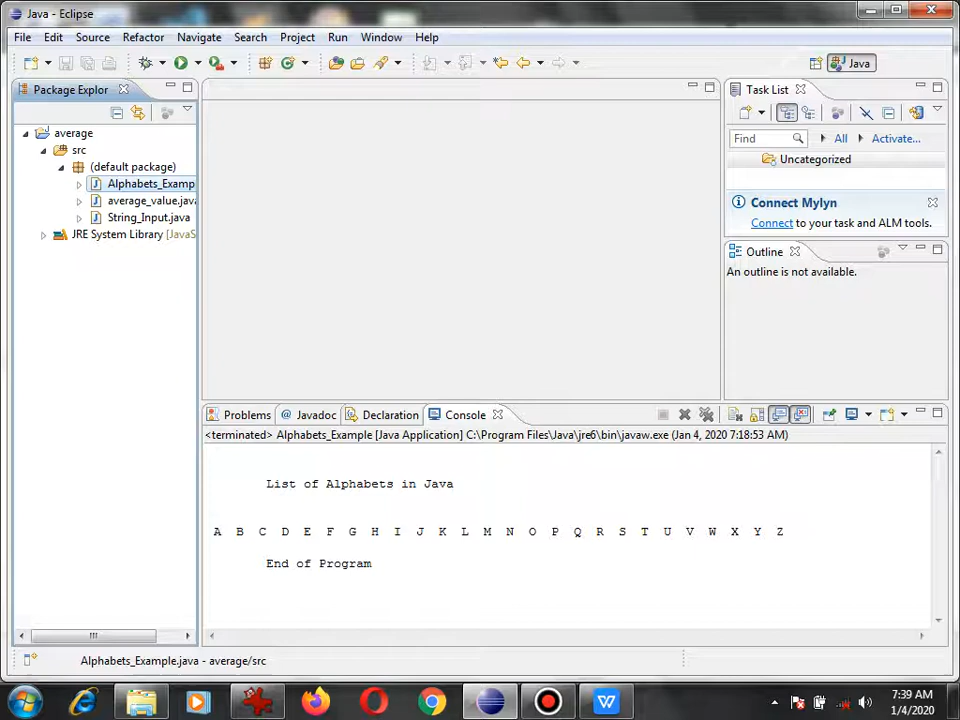 Java - Eclipse
File Edit Source Refactor Navigate Search Project Run Window Help
Java
Package Explor
average
src
(default package)
Alphabets_Examp
average_value.java
String_Input.java
JRE System Library [JavaS
Task List
Find All Activate...
Uncategorized
Connect Mylyn
Connect to your task and ALM tools.
Outline
An outline is not available.
Problems Javadoc Declaration Console
<terminated> Alphabets_Example [Java Application] C:\Program Files\Java\jre6\bin\javaw.exe (Jan 4, 2020 7:18:53 AM)
List of Alphabets in Java
A B C D E F G H I J K L M N O P Q R S T U V W X Y Z
End of Program
Alphabets_Example.java - average/src
7:39 AM
1/4/2020